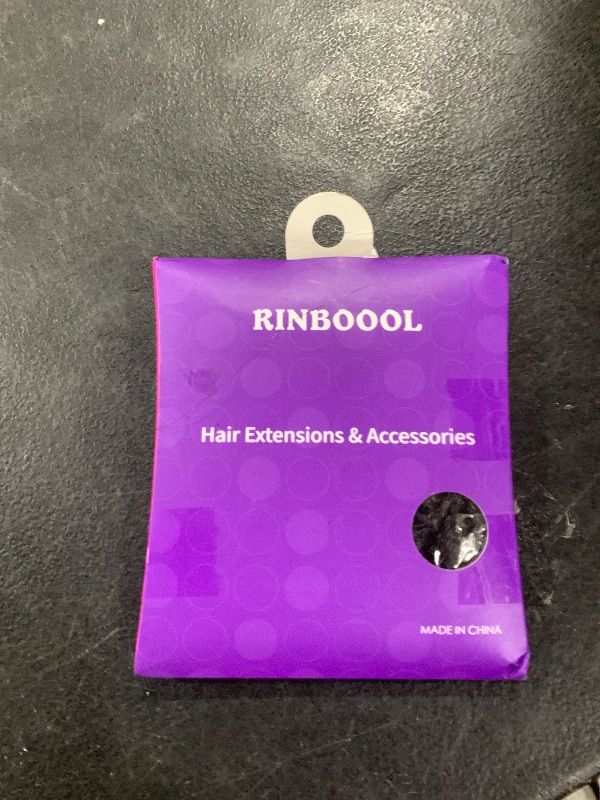 RINBOOOL
Hair Extensions & Accessories
MADE IN CHINA